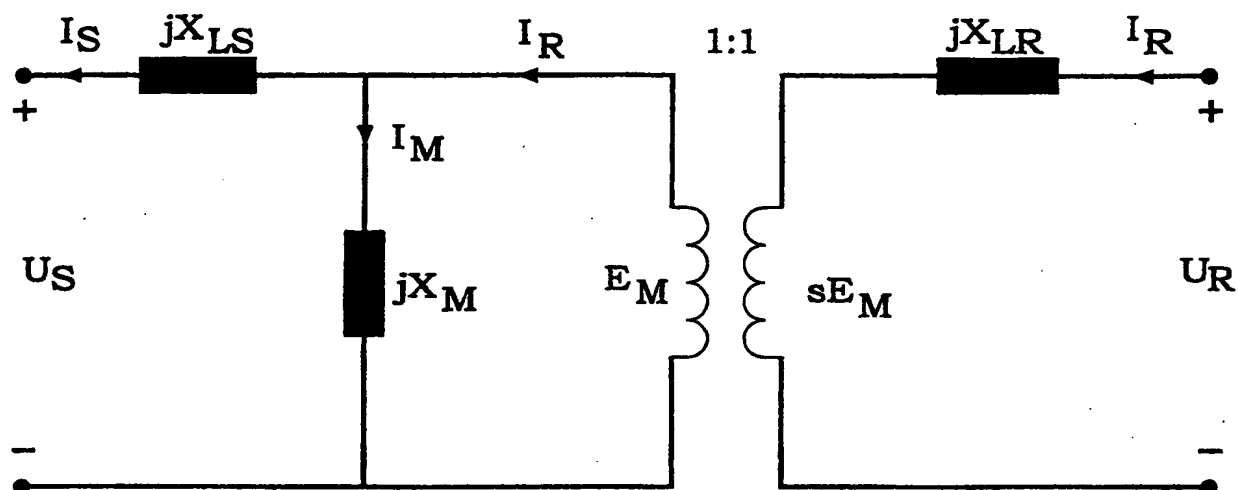 I_S jX_LS I_R 1:1 jX_LR I_R
+ +
I_M
U_S jX_M E_M sE_M U_R
− −